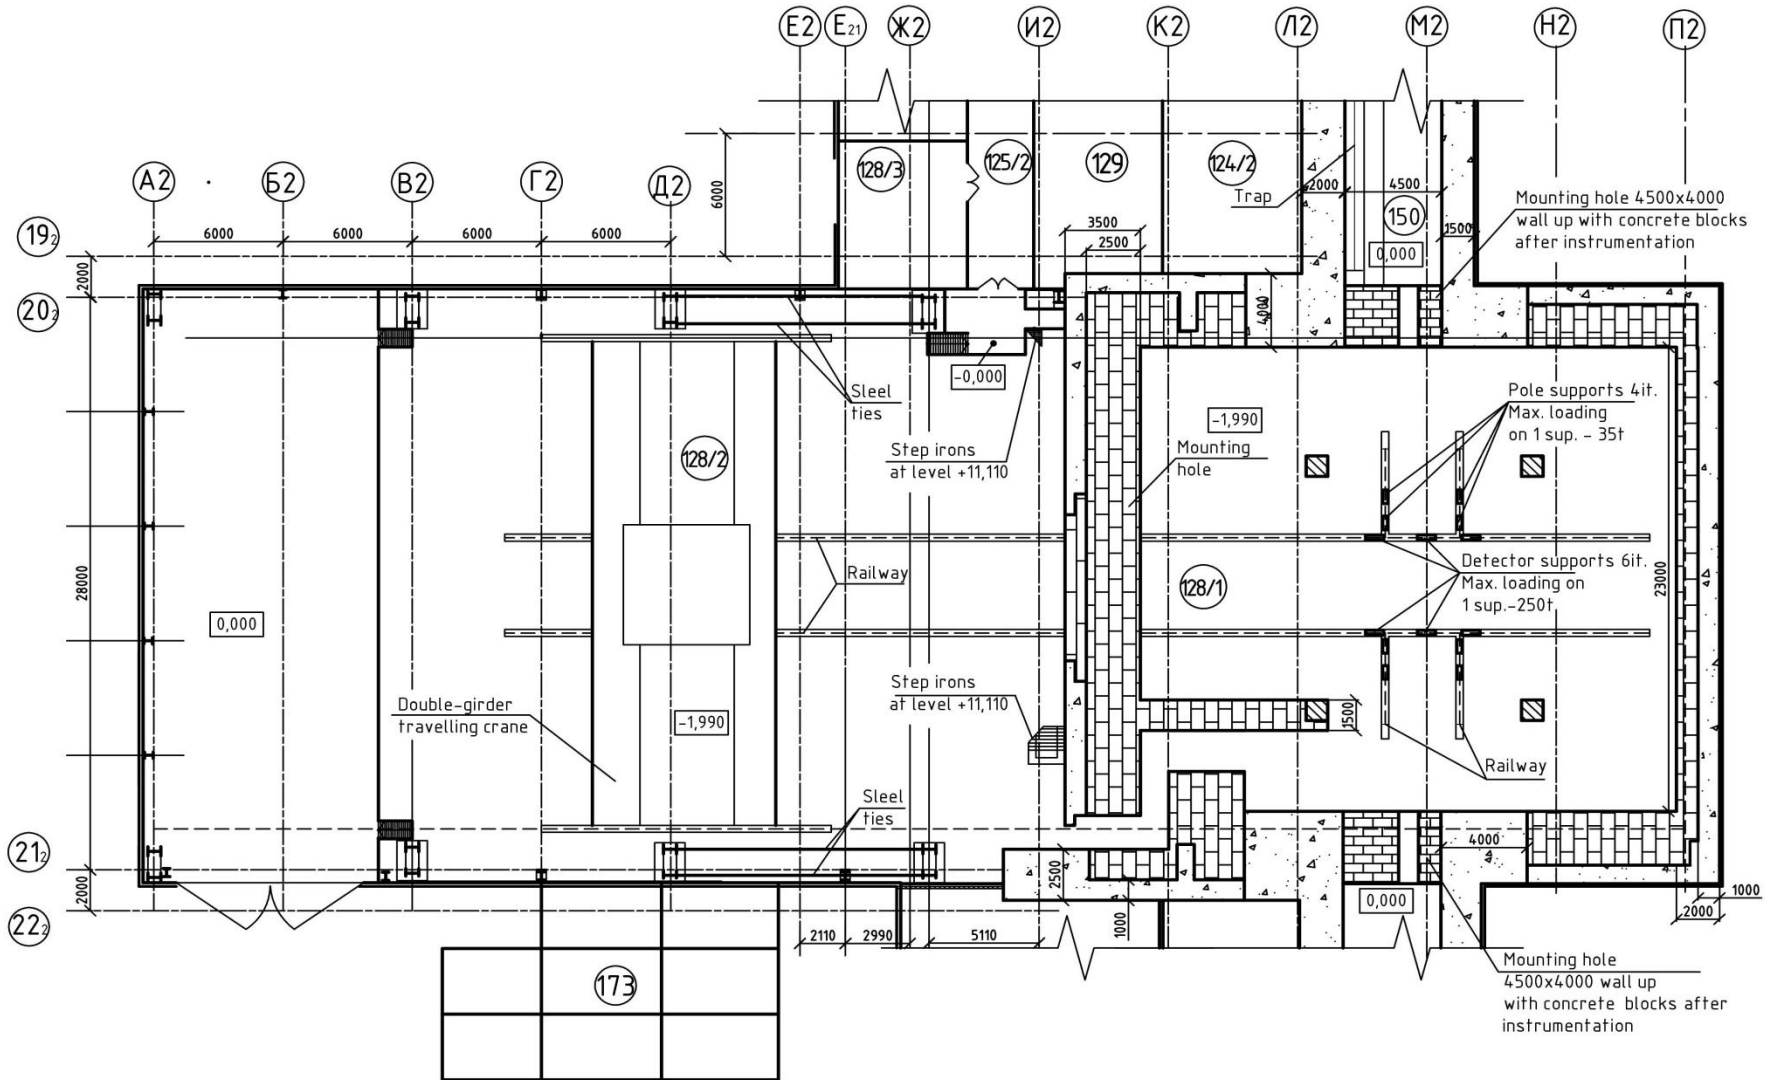 Е2
Е21
Ж2
И2
К2
Л2
М2
Н2
П2
А2
Б2
В2
Г2
Д2
128/3
125/2
129
124/2
Trap
2000
4500
150
0,000
1500
Mounting hole 4500x4000
wall up with concrete blocks
after instrumentation
19₂
6000
6000
6000
6000
6000
3500
2500
2000
20₂
4000
-0,000
Sleel
ties
Step irons
at level +11,110
128/2
-1,990
Mounting
hole
Pole supports 4it.
Max. loading
on 1 sup. - 35t
Railway
Detector supports 6it.
Max. loading on
1 sup.-250t
128/1
23000
28000
0,000
Double-girder
travelling crane
-1,990
Step irons
at level +11,110
1500
Railway
Sleel
ties
21₂
2000
22₂
2500
1000
4000
0,000
1000
2000
2110
2990
5110
173
Mounting hole
4500x4000 wall up
with concrete blocks after
instrumentation